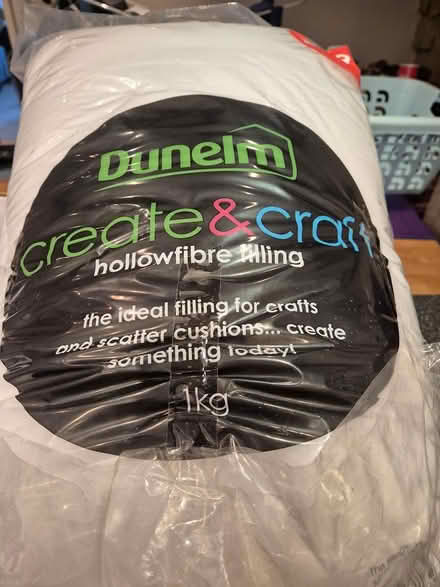 Dunelm
create&craft
hollowfibre filling
the ideal filling for crafts
and scatter cushions... create
something today!
1kg